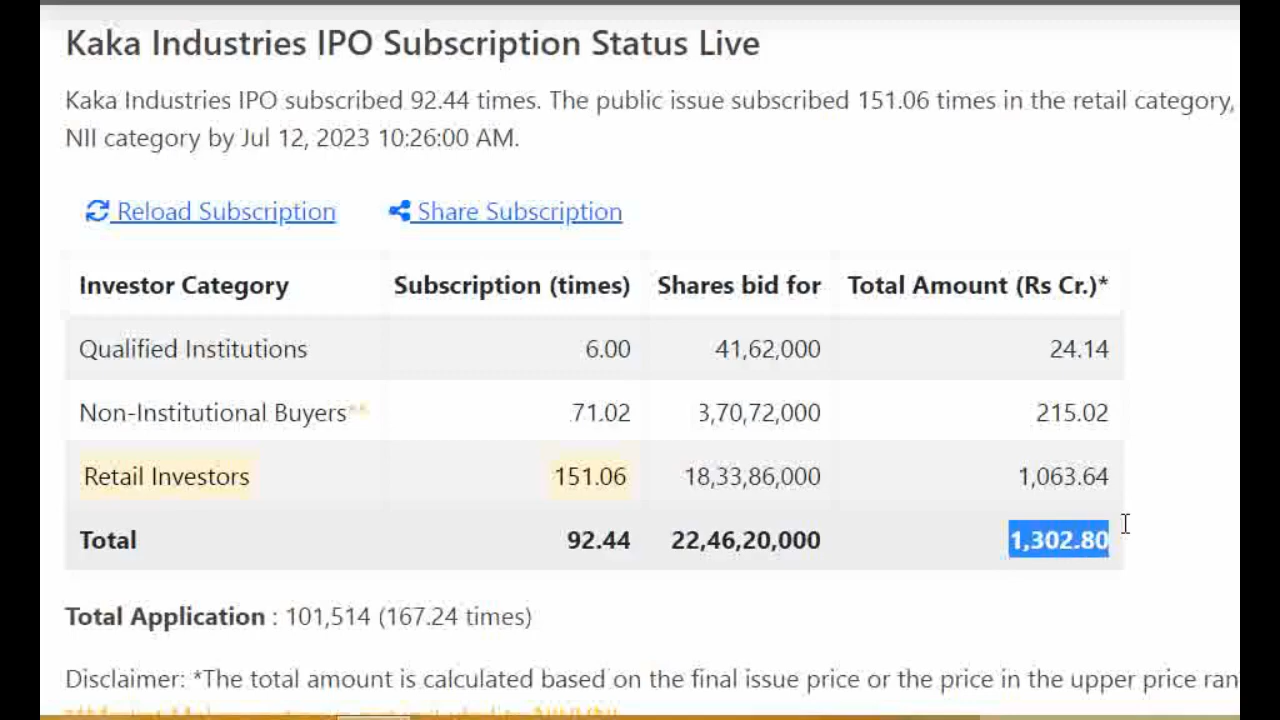 Kaka Industries IPO Subscription Status Live
Kaka Industries IPO subscribed 92.44 times. The public issue subscribed 151.06 times in the retail category,
NII category by Jul 12, 2023 10:26:00 AM.
Reload Subscription Share Subscription
Investor Category Subscription (times) Shares bid for Total Amount (Rs Cr.)*
Qualified Institutions 6.00 41,62,000 24.14
Non-Institutional Buyers** 71.02 3,70,72,000 215.02
Retail Investors 151.06 18,33,86,000 1,063.64
Total 92.44 22,46,20,000 1,302.80
Total Application : 101,514 (167.24 times)
Disclaimer: *The total amount is calculated based on the final issue price or the price in the upper price ran